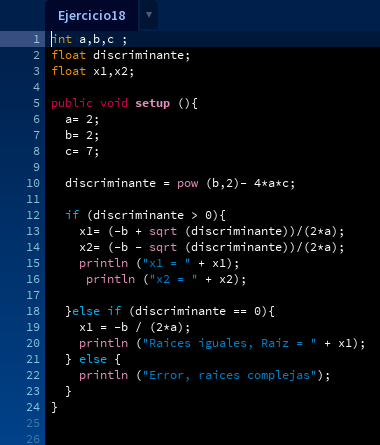 Ejercicio18
1 int a,b,c ;
2 float discriminante;
3 float x1,x2;
4
5 public void setup (){
6 a= 2;
7 b= 2;
8 c= 7;
9
10 discriminante = pow (b,2)- 4*a*c;
11
12 if (discriminante > 0){
13 x1= (-b + sqrt (discriminante))/(2*a);
14 x2= (-b - sqrt (discriminante))/(2*a);
15 println ("x1 = " + x1);
16 println ("x2 = " + x2);
17
18 }else if (discriminante == 0){
19 x1 = -b / (2*a);
20 println ("Raices iguales, Raiz = " + x1);
21 } else {
22 println ("Error, raices complejas");
23 }
24 }
25
26